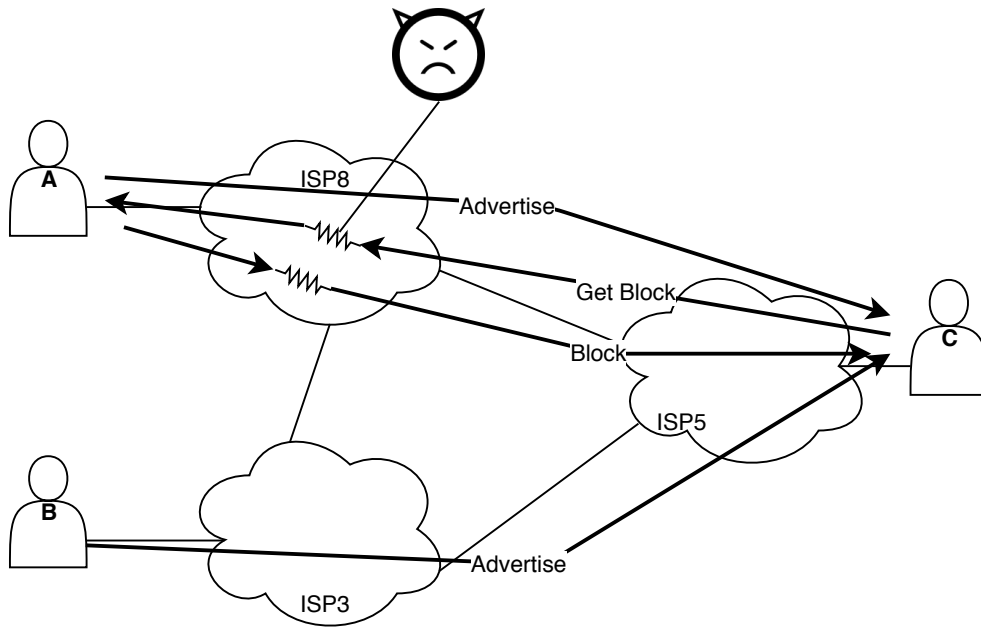 A
ISP8
Advertise
Get Block
C
Block
ISP5
B
Advertise
ISP3